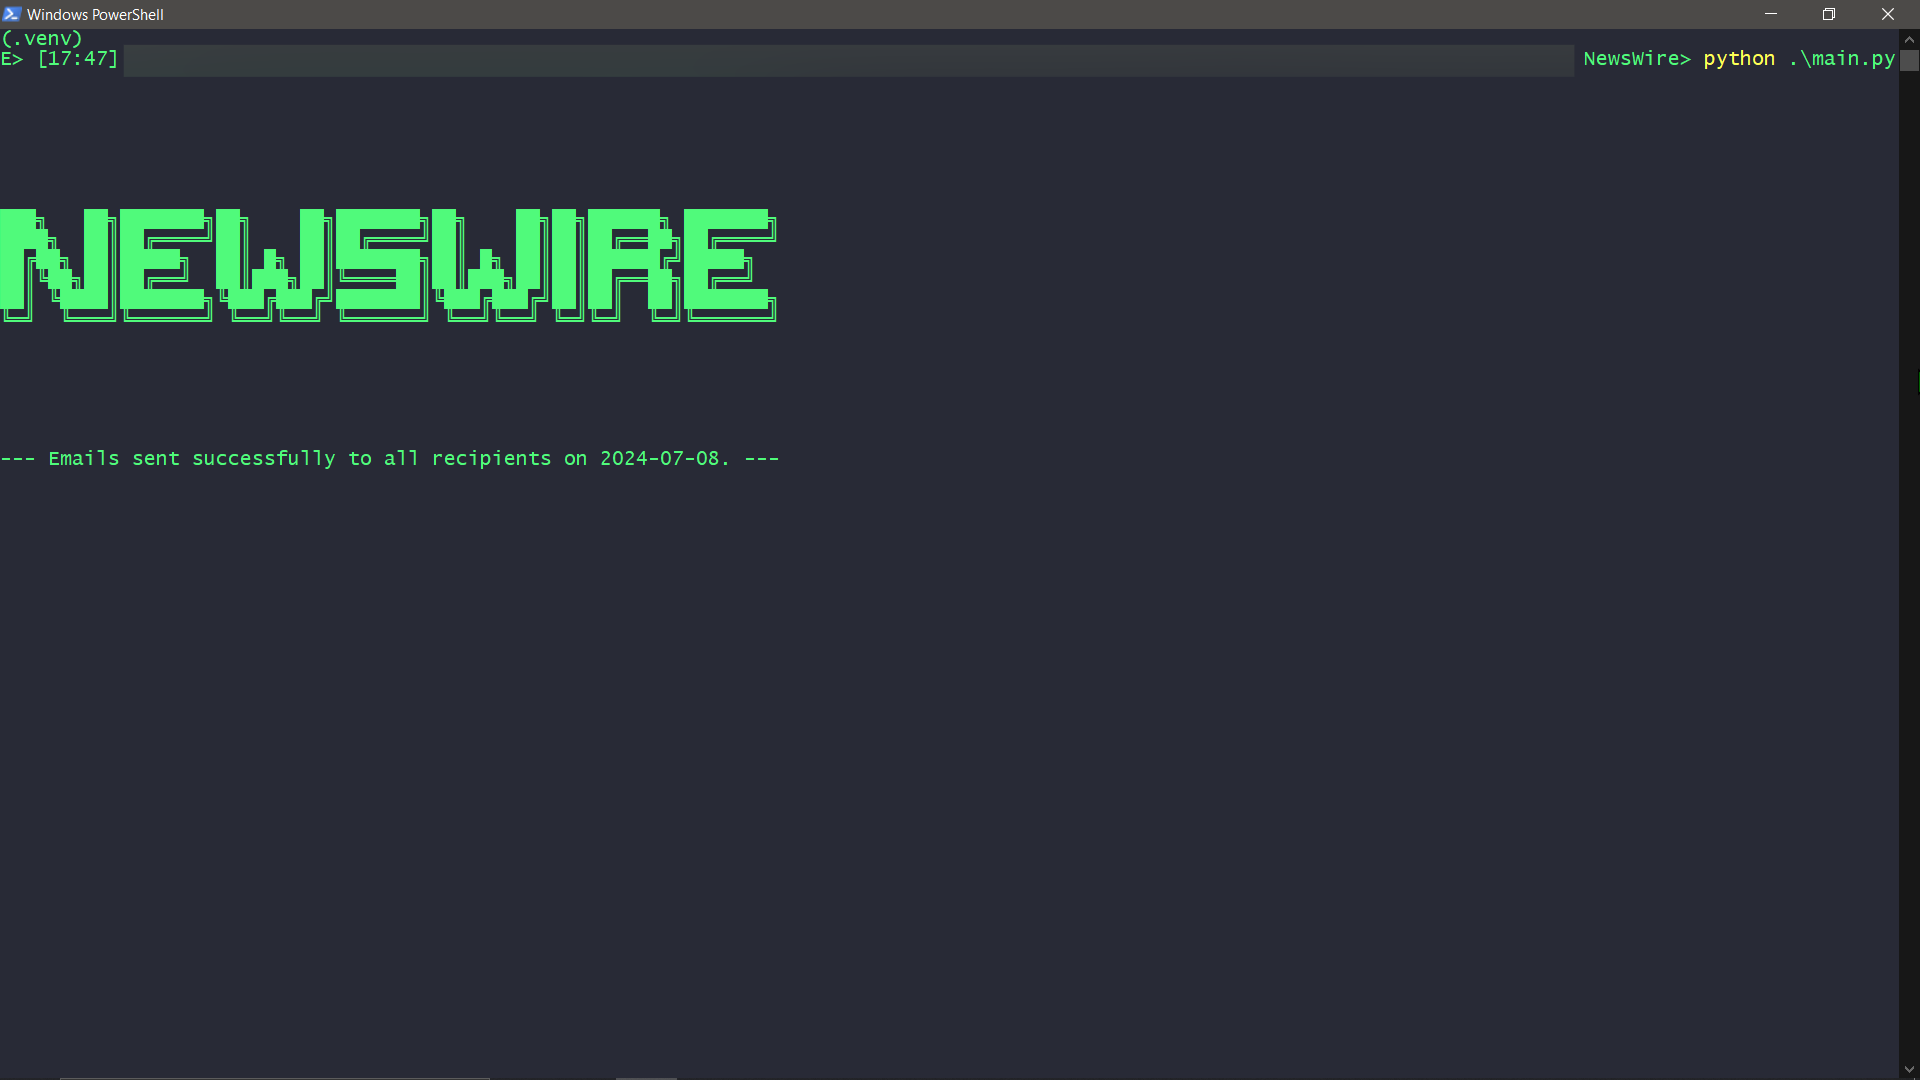 Windows PowerShell
(.venv)
E> [17:47] NewsWire> python .\main.py
NEWSWIRE
--- Emails sent successfully to all recipients on 2024-07-08. ---